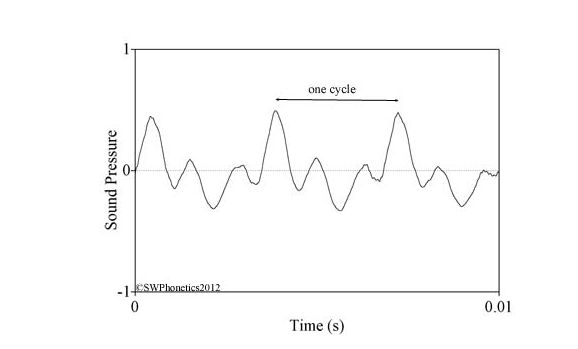 1
one cycle
Sound Pressure
0
-1
©SWPhonetics2012
0
0.01
Time (s)